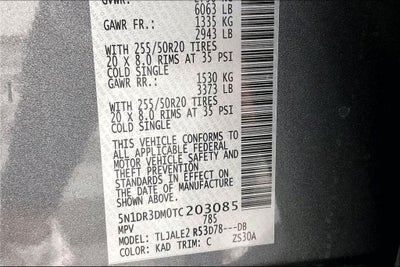 GVWR:
6063 LB
GAWR FR.: 1335 KG
2943 LB
WITH 255/50R20 TIRES
20 x 8.0 RIMS AT 35 PSI
COLD SINGLE
GAWR RR.: 1530 KG
3373 LB
WITH 255/50R20 TIRES
20 x 8.0 RIMS AT 35 PSI
COLD SINGLE
THIS VEHICLE CONFORMS TO
ALL APPLICABLE FEDERAL
MOTOR VEHICLE SAFETY
AND THEFT PREVENTION
STANDARDS IN EFFECT ON
THE DATE OF MANUFACTURE
SHOWN ABOVE.
5N1DR3DM0TC203085
MPV 785
MODEL: TLJALE2 R53D78---DB
COLOR: KAD TRIM: C ZS30A